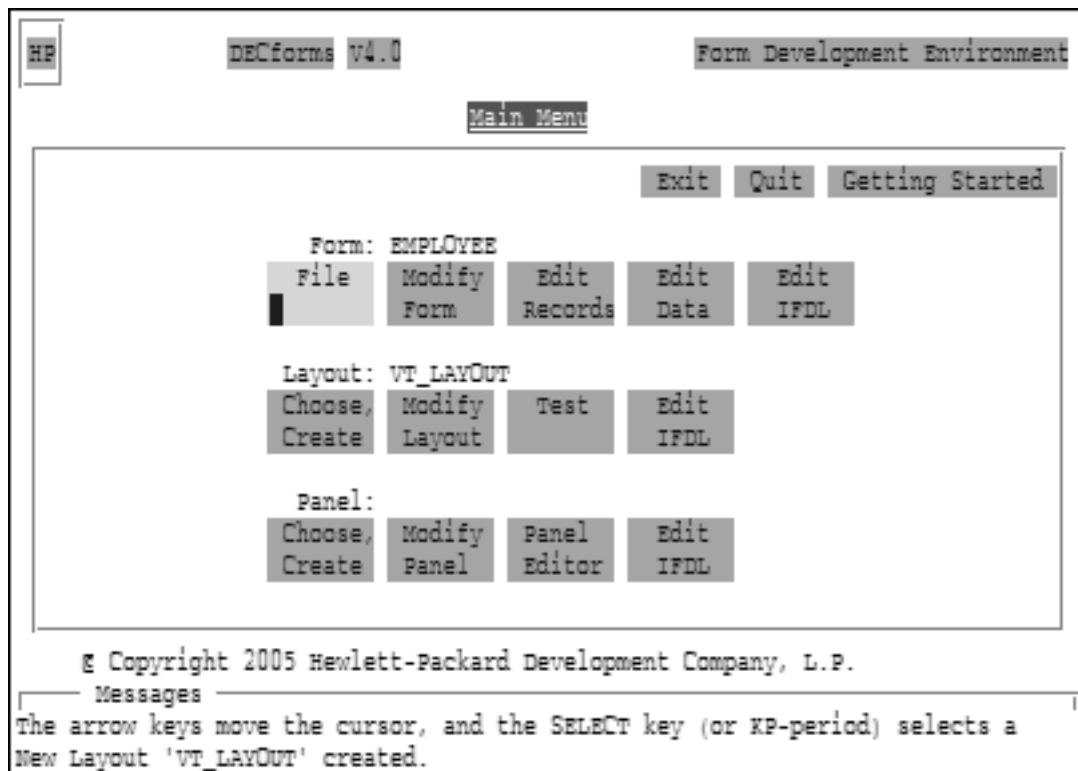 HP DECforms V4.0 Form Development Environment
Main Menu
Exit Quit Getting Started
Form: EMPLOYEE
File Modify Edit Edit Edit
Form Records Data IFDL
Layout: VT_LAYOUT
Choose, Modify Test Edit
Create Layout IFDL
Panel:
Choose, Modify Panel Edit
Create Panel Editor IFDL
Copyright 2005 Hewlett-Packard Development Company, L.P.
Messages
The arrow keys move the cursor, and the SELECT key (or KP-period) selects a
New Layout 'VT_LAYOUT' created.